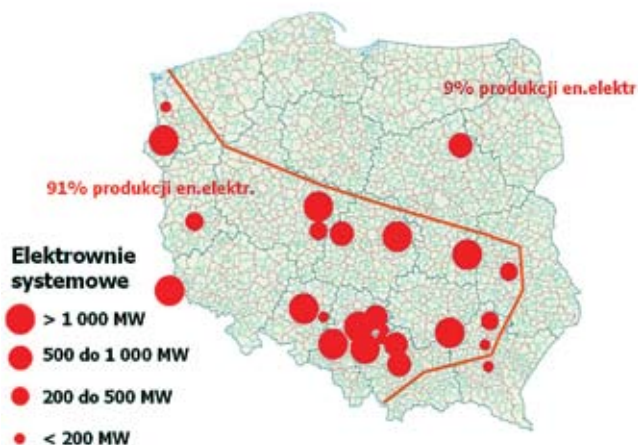 9% produkcji en.elektr
91% produkcji en.elektr.
Elektrownie
systemowe
> 1 000 MW
500 do 1 000 MW
200 do 500 MW
< 200 MW